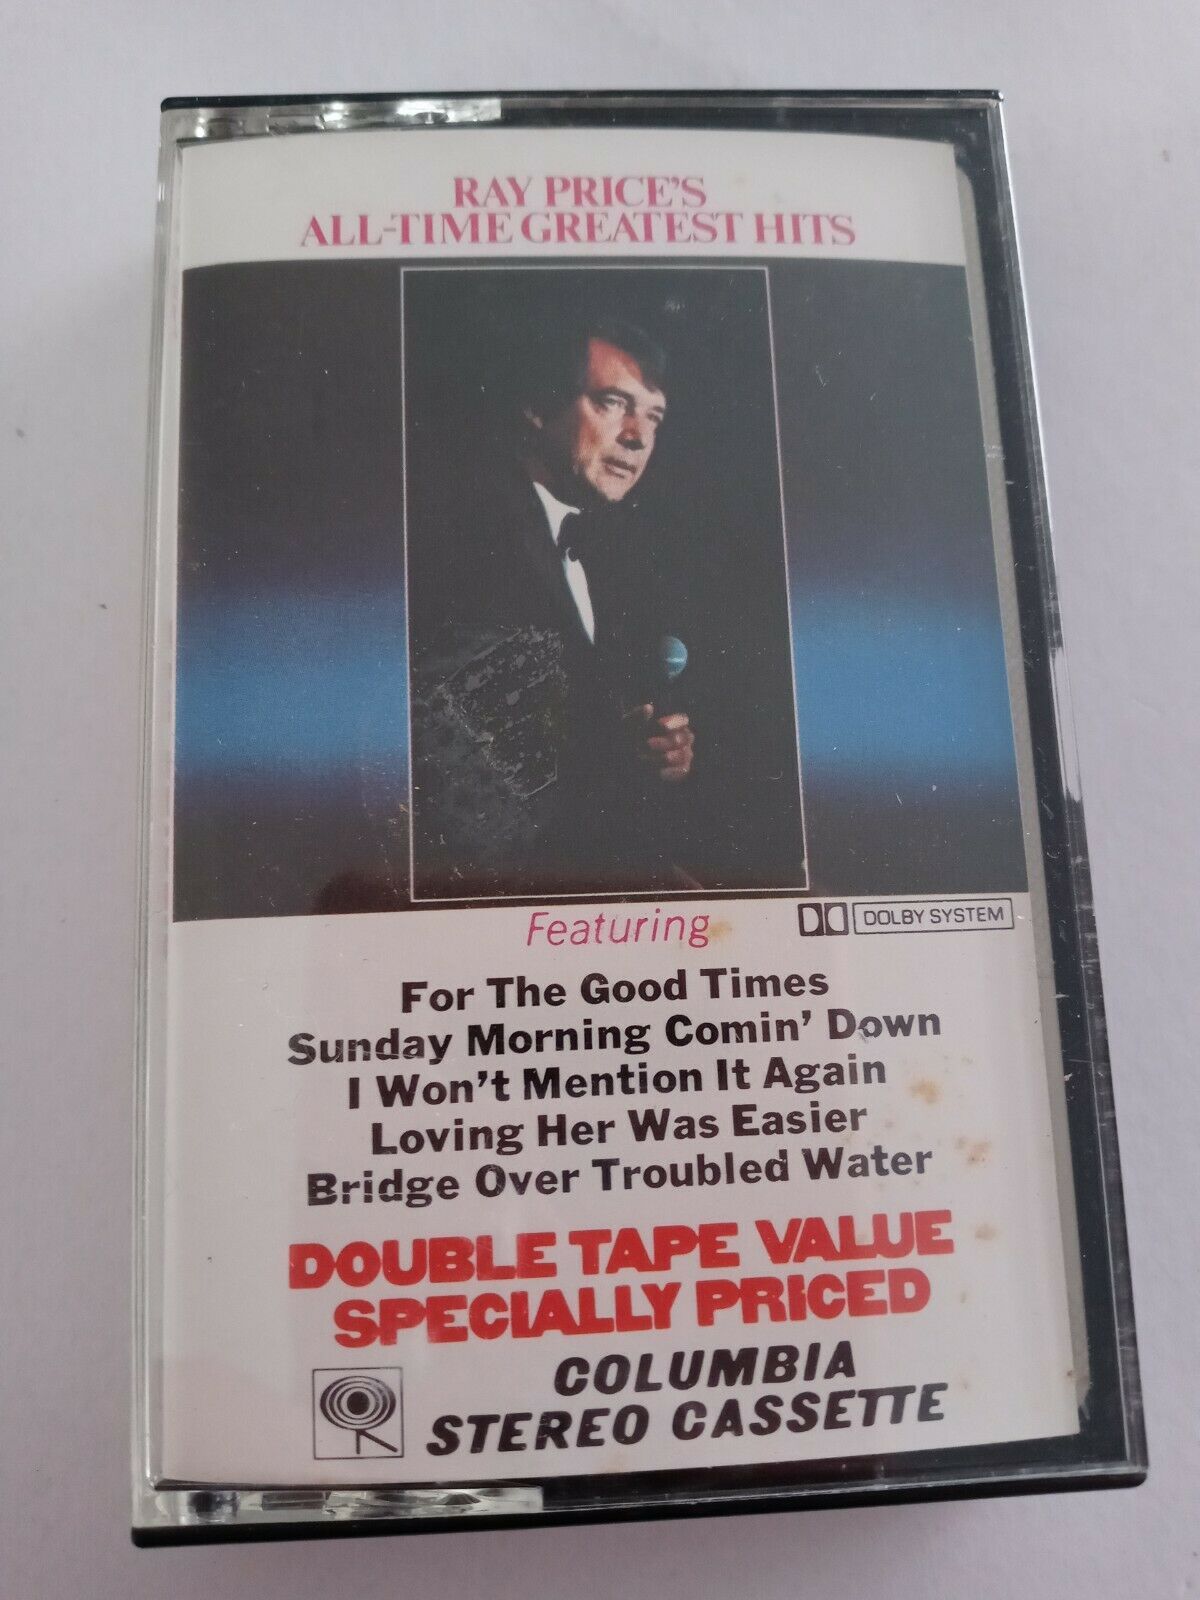 RAY PRICE'S
ALL-TIME GREATEST HITS
Featuring
DOLBY SYSTEM
For The Good Times
Sunday Morning Comin' Down
I Won't Mention It Again
Loving Her Was Easier
Bridge Over Troubled Water
DOUBLE TAPE VALUE
SPECIALLY PRICED
COLUMBIA
STEREO CASSETTE